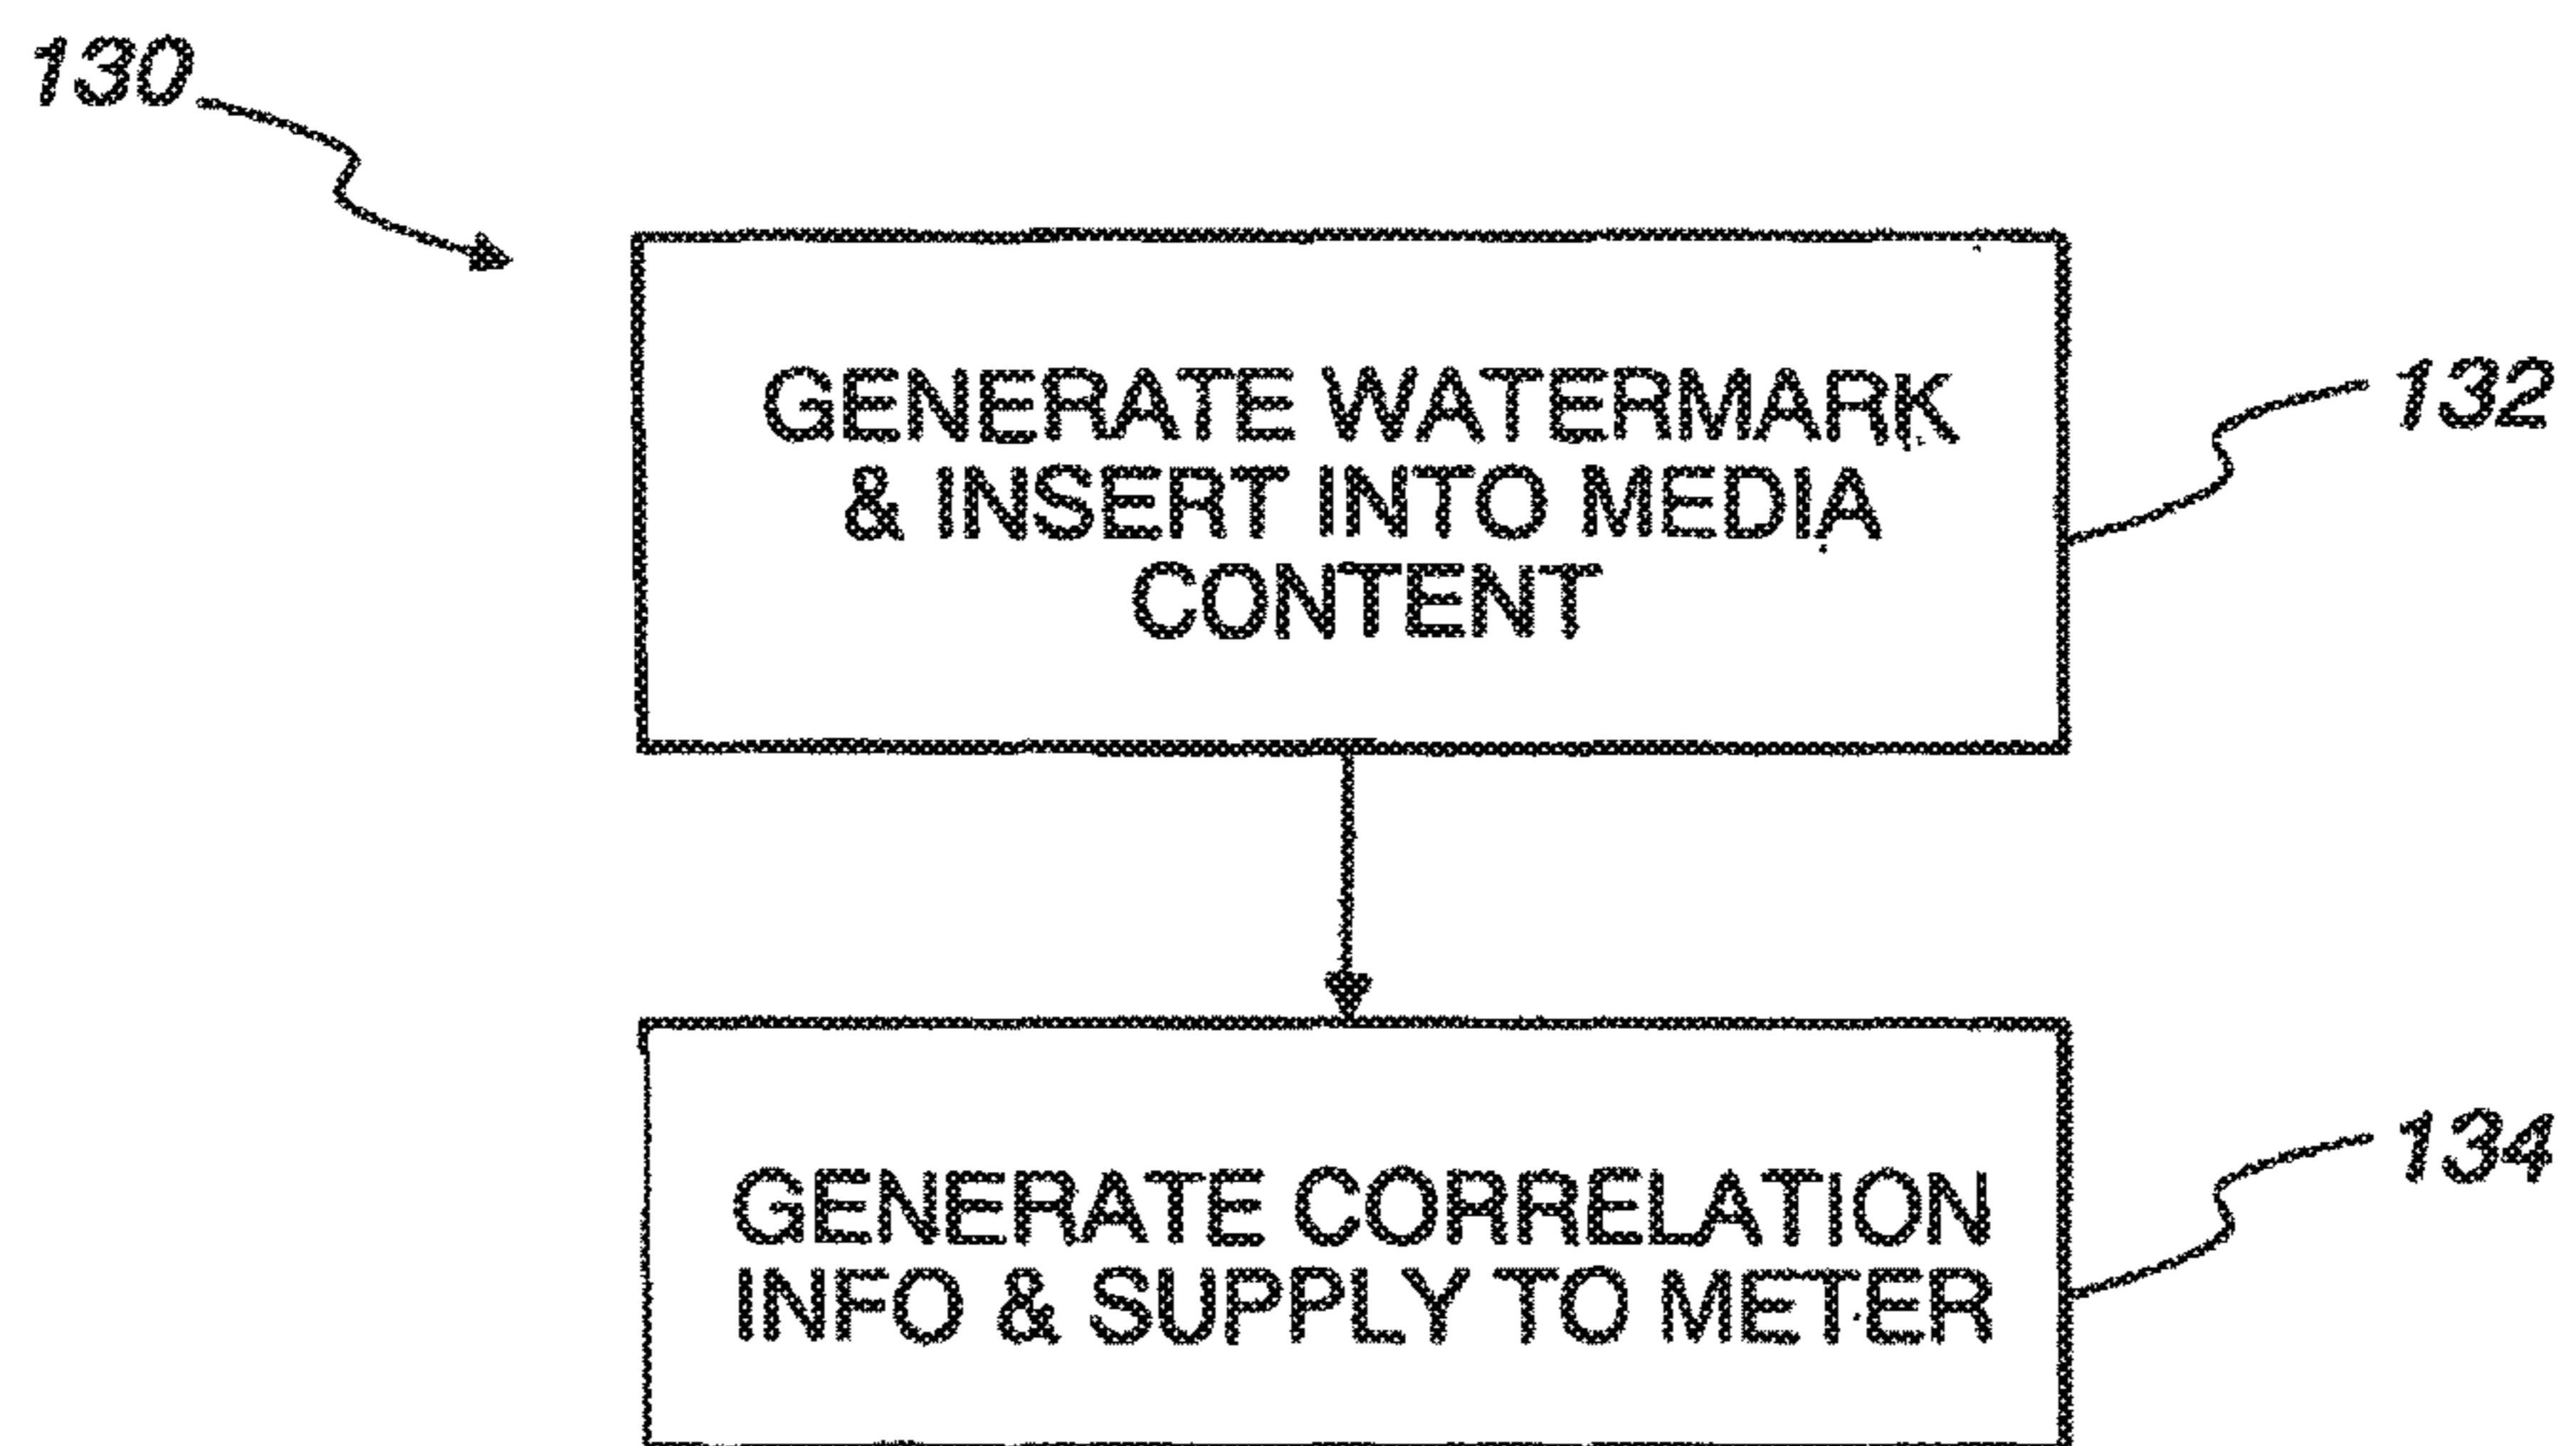 130
GENERATE WATERMARK
& INSERT INTO MEDIA
CONTENT
132
GENERATE CORRELATION
INFO & SUPPLY TO METER
134